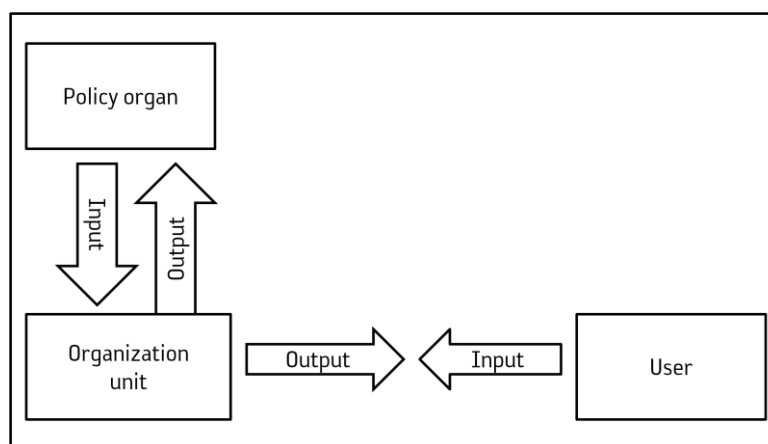 Policy organ
Input
Output
Organization
unit
Output
Input
User